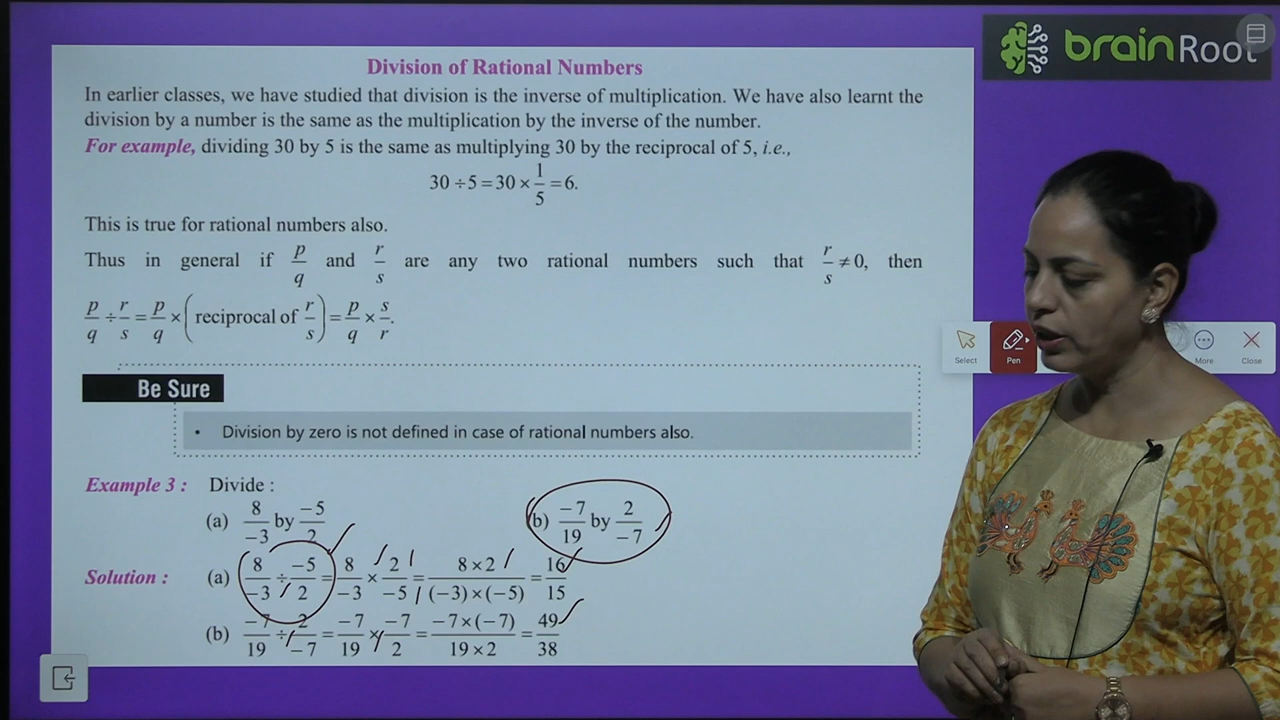 brainRoot
Division of Rational Numbers
In earlier classes, we have studied that division is the inverse of multiplication. We have also learnt the
division by a number is the same as the multiplication by the inverse of the number.
For example, dividing 30 by 5 is the same as multiplying 30 by the reciprocal of 5, i.e.,
30 ÷ 5 = 30 × 1/5 = 6.
This is true for rational numbers also.
Thus in general if p/q and r/s are any two rational numbers such that r/s ≠ 0, then
p/q ÷ r/s = p/q × (reciprocal of r/s) = p/q × s/r.
Be Sure
• Division by zero is not defined in case of rational numbers also.
Example 3 : Divide :
(a) 8/-3 by -5/2 (b) -7/19 by 2/-7
Solution : (a) 8/-3 ÷ -5/2 = 8/-3 × 2/-5 = 8 × 2/(-3) × (-5) = 16/15
(b) -7/19 ÷ 2/-7 = -7/19 × -7/2 = -7 × (-7)/19 × 2 = 49/38
Select Pen More Close